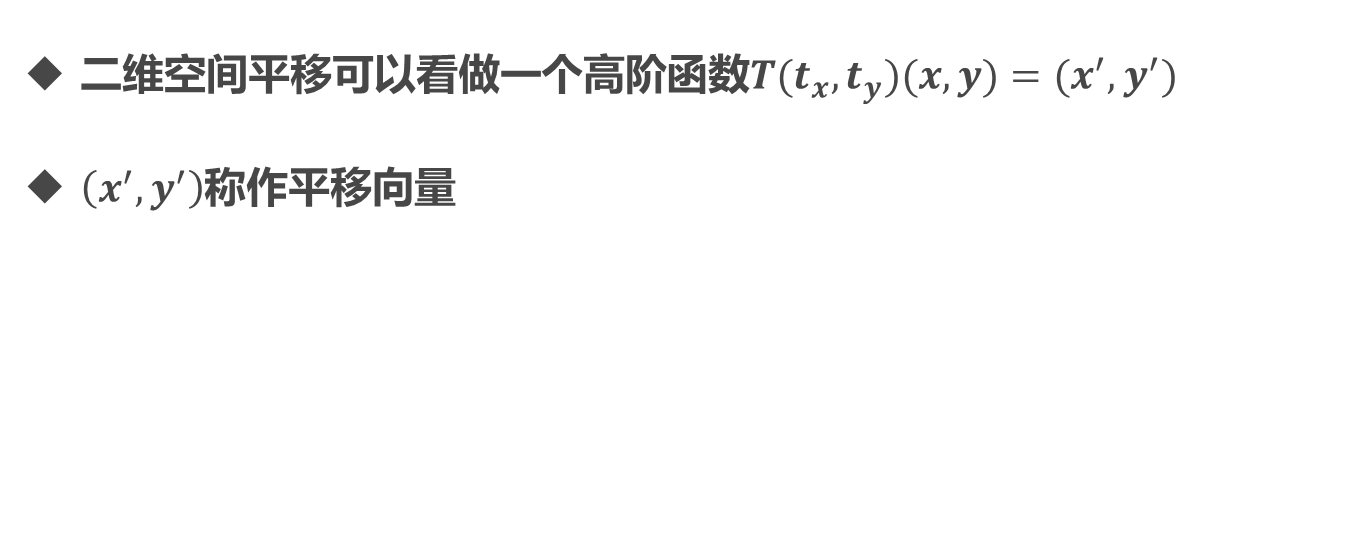 ◆ 二维空间平移可以看做一个高阶函数T(tₓ, t_y)(x, y) = (x′, y′)
◆ (x′, y′)称作平移向量